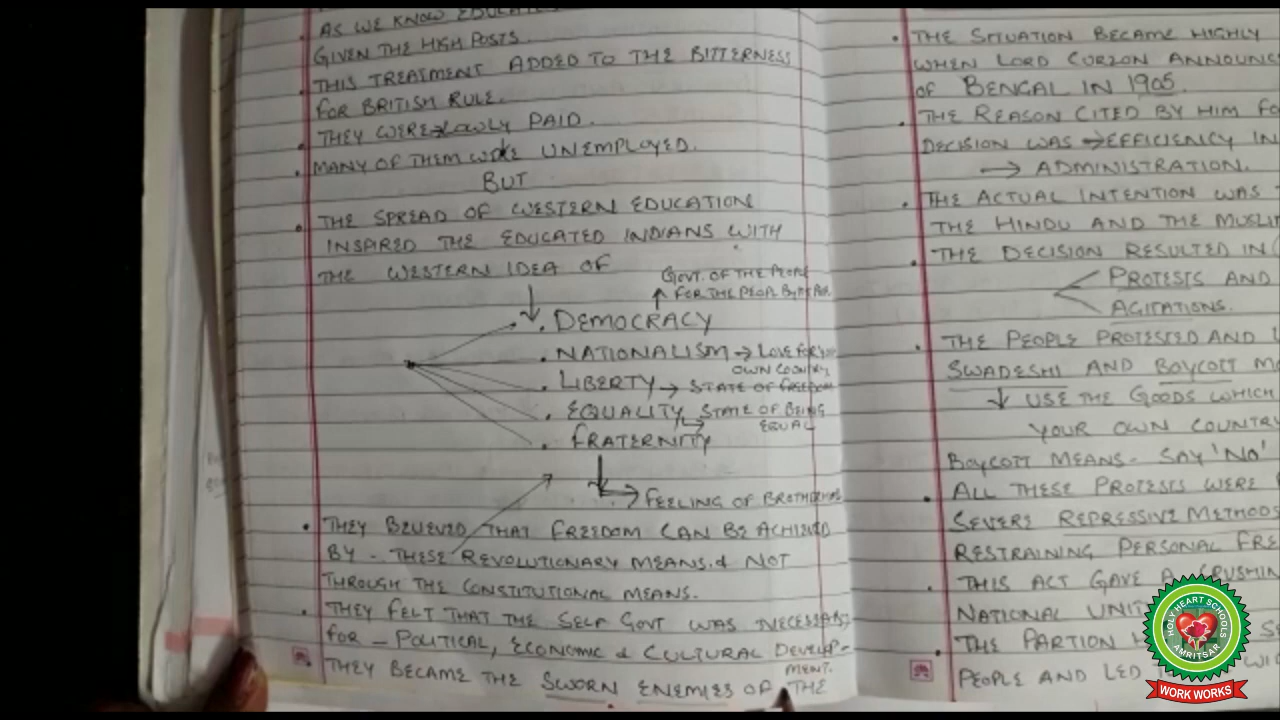 AS WE KNOW
GIVEN THE HIGH POSTS
THIS TREATMENT ADDED TO THE BITTERNESS
FOR BRITISH RULE.
THEY WERE → LOWLY PAID.
MANY OF THEM WERE UNEMPLOYED.
BUT
THE SPREAD OF WESTERN EDUCATION
INSPIRED THE EDUCATED INDIANS WITH
THE WESTERN IDEA OF
GOVT. OF THE PEOPLE
FOR THE PEOPL BY
DEMOCRACY
NATIONALISM → LOVE FOR
OWN COUNTRY
LIBERTY → STATE OF FREEDOM
EQUALITY STATE OF BEING
EQUAL
FRATERNITY
FEELING OF
THEY BELIEVED THAT FREEDOM CAN BE ACHIEVED
BY - THESE REVOLUTIONARY MEANS & NOT
THROUGH THE CONSTITUTIONAL MEANS.
THEY FELT THAT THE SELF GOVT WAS NECESSARY
FOR - POLITICAL, ECONOMIC & CULTURAL DEVELOP-
MENT.
THEY BECAME THE SWORN ENEMIES OF THE
THE SITUATION BECAME HIGHLY
WHEN LORD CURZON
OF BENGAL IN 1905.
THE REASON CITED BY HIM
DECISION WAS → EFFICIENCY IN
→ ADMINISTRATION.
THE ACTUAL INTENTION WAS
THE HINDU AND THE
THE DECISION RESULTED IN
PROTESTS AND
AGITATIONS.
THE PEOPLE PROTESTED AND
SWADESHI AND BOYCOTT
↓ USE THE GOODS WHICH
YOUR OWN COUNTRY
BOYCOTT MEANS - SAY 'NO'
ALL THESE PROTESTS WERE
SEVERE REPRESSIVE METHODS
RESTRAINING PERSONAL
THIS ACT GAVE A
NATIONAL
THE PARTION
PEOPLE AND LED
HOLY HEART SCHOOLS
AMRITSAR
WORK WORKS